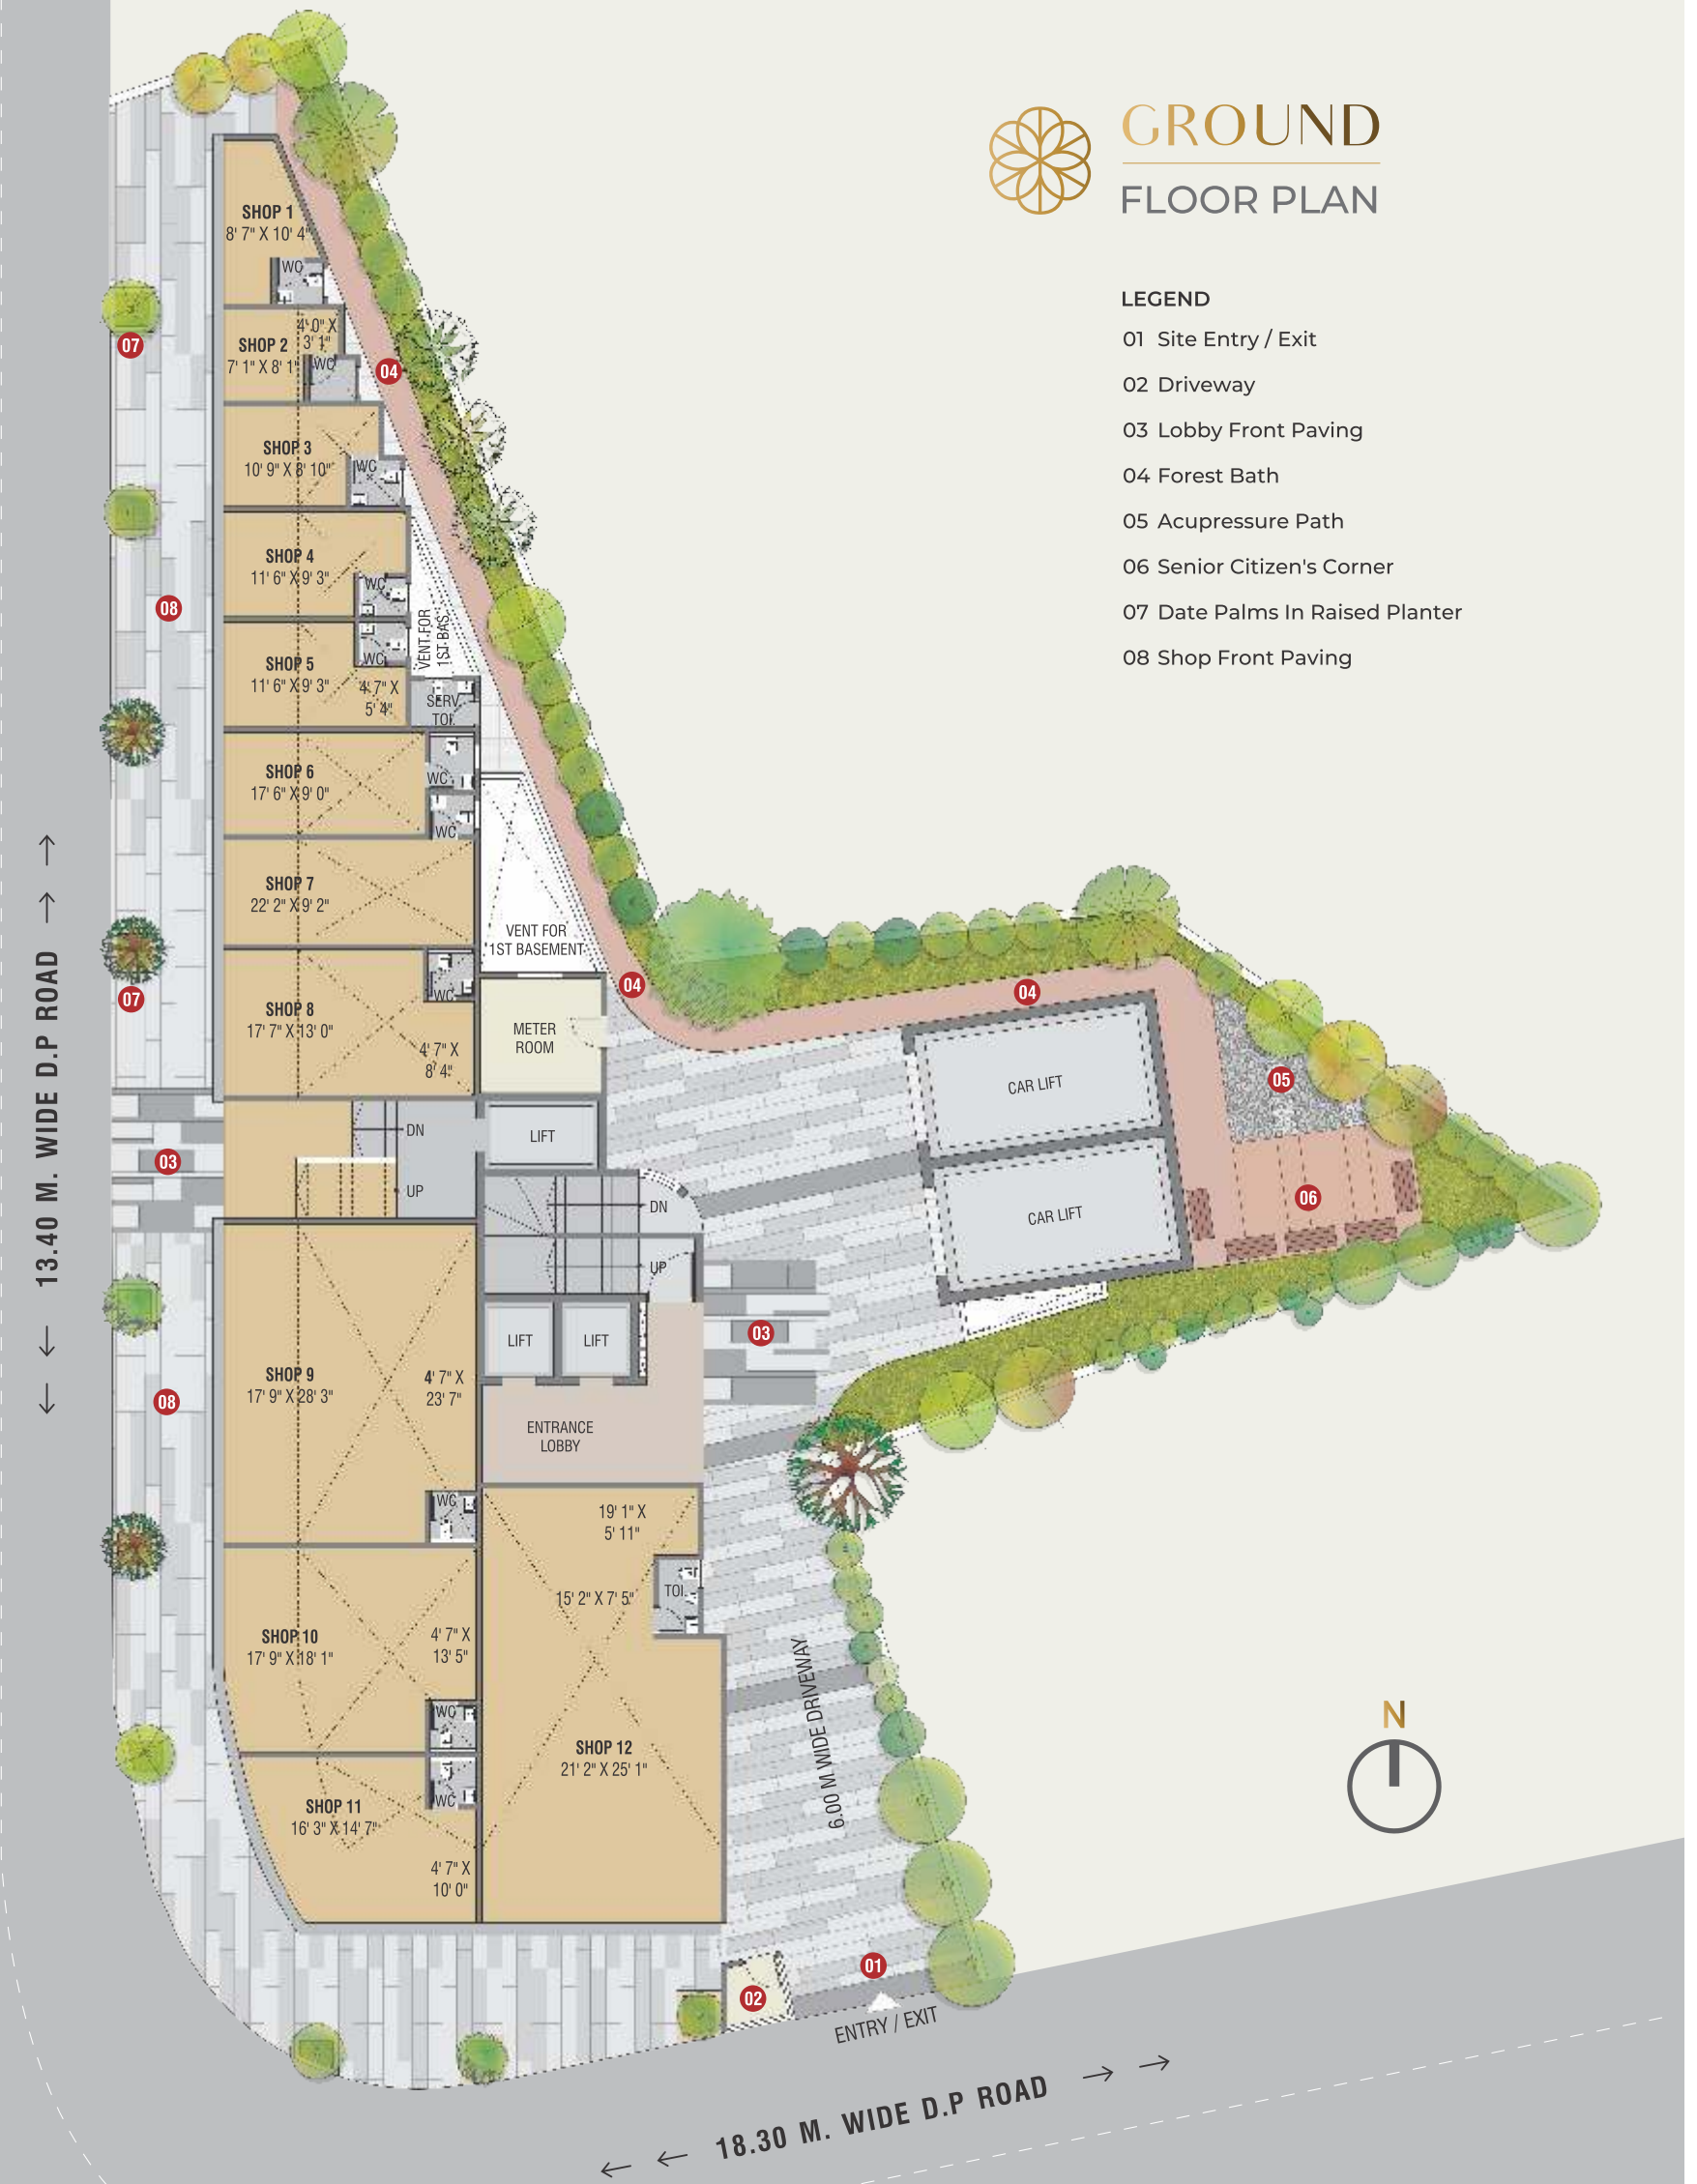 GROUND
FLOOR PLAN
LEGEND
01 Site Entry / Exit
02 Driveway
03 Lobby Front Paving
04 Forest Bath
05 Acupressure Path
06 Senior Citizen's Corner
07 Date Palms In Raised Planter
08 Shop Front Paving
SHOP 1
8' 7" X 10' 4"
WC
4' 0" X
3' 1"
SHOP 2
7' 1" X 8' 1"
WC
07
04
SHOP 3
10' 9" X 8' 10"
WC
SHOP 4
11' 6" X 9' 3"
WC
08
VENT FOR
1ST BAS.
WC
SHOP 5
11' 6" X 9' 3"
4' 7" X
5' 4"
SERV.
TOI.
SHOP 6
17' 6" X 9' 0"
WC
WC
SHOP 7
22' 2" X 9' 2"
VENT FOR
1ST BASEMENT
07
04
04
SHOP 8
17' 7" X 13' 0"
WC
4' 7" X
8' 4"
METER
ROOM
CAR LIFT
05
13.40 M. WIDE D.P ROAD
03
DN
UP
LIFT
DN
UP
CAR LIFT
06
LIFT
LIFT
03
SHOP 9
17' 9" X 28' 3"
4' 7" X
23' 7"
08
ENTRANCE
LOBBY
WC
19' 1" X
5' 11"
15' 2" X 7' 5"
TOI.
SHOP 10
17' 9" X 18' 1"
4' 7" X
13' 5"
WC
SHOP 12
21' 2" X 25' 1"
6.00 M.WIDE DRIVEWAY
N
WC
SHOP 11
16' 3" X 14' 7"
4' 7" X
10' 0"
01
02
ENTRY / EXIT
18.30 M. WIDE D.P ROAD